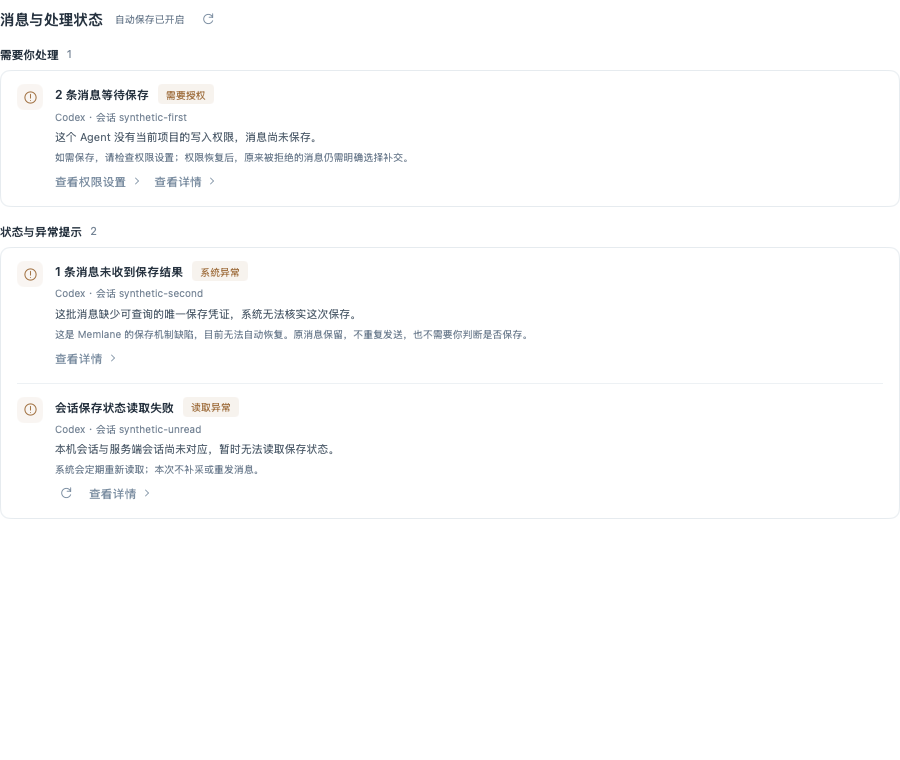 消息与处理状态 自动保存已开启
需要你处理 1
2 条消息等待保存 需要授权
Codex · 会话 synthetic-first
这个 Agent 没有当前项目的写入权限，消息尚未保存。
如需保存，请检查权限设置；权限恢复后，原来被拒绝的消息仍需明确选择补交。
查看权限设置 查看详情
状态与异常提示 2
1 条消息未收到保存结果 系统异常
Codex · 会话 synthetic-second
这批消息缺少可查询的唯一保存凭证，系统无法核实这次保存。
这是 Memlane 的保存机制缺陷，目前无法自动恢复。原消息保留，不重复发送，也不需要你判断是否保存。
查看详情
会话保存状态读取失败 读取异常
Codex · 会话 synthetic-unread
本机会话与服务端会话尚未对应，暂时无法读取保存状态。
系统会定期重新读取；本次不补采或重发消息。
查看详情